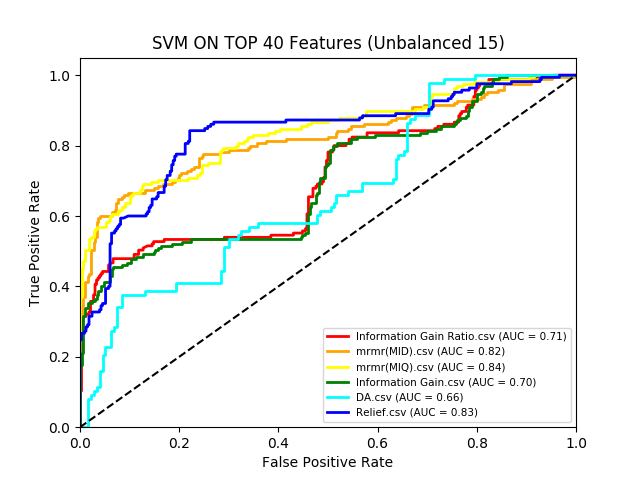 SVM ON TOP 40 Features (Unbalanced 15)
True Positive Rate
1.0
0.8
0.6
0.4
0.2
0.0
Information Gain Ratio.csv (AUC = 0.71)
mrmr(MID).csv (AUC = 0.82)
mrmr(MIQ).csv (AUC = 0.84)
Information Gain.csv (AUC = 0.70)
DA.csv (AUC = 0.66)
Relief.csv (AUC = 0.83)
0.0 0.2 0.4 0.6 0.8 1.0
False Positive Rate